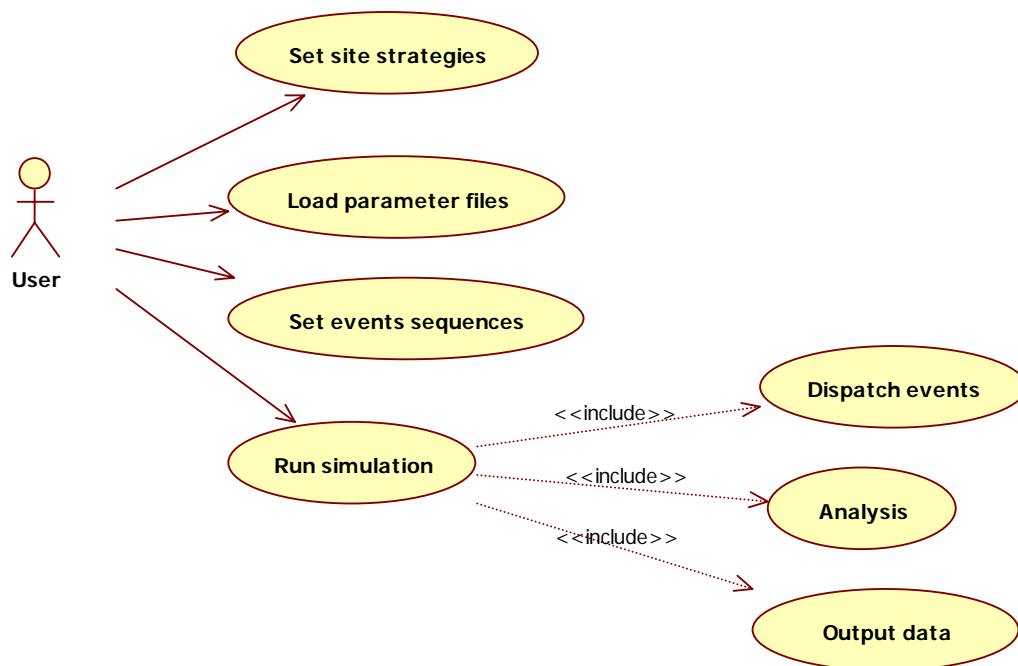 Set site strategies
Load parameter files
User
Set events sequences
Dispatch events
<<include>>
Run simulation
<<include>>
Analysis
<<include>>
Output data